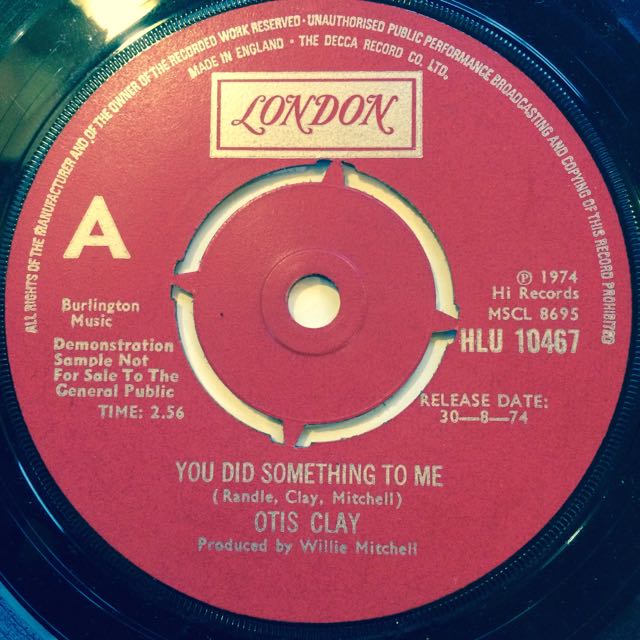 ALL RIGHTS OF THE MANUFACTURER AND OF THE OWNER OF THE RECORDED WORK RESERVED · UNAUTHORISED PUBLIC PERFORMANCE BROADCASTING AND COPYING OF THIS RECORD PROHIBITED
MADE IN ENGLAND · THE DECCA RECORD CO. LTD.
LONDON
A
Burlington
Music
Demonstration
Sample Not
For Sale To The
General Public
TIME: 2.56
℗ 1974
Hi Records
MSCL 8695
HLU 10467
RELEASE DATE:
30—8—74
YOU DID SOMETHING TO ME
(Randle, Clay, Mitchell)
OTIS CLAY
Produced by Willie Mitchell